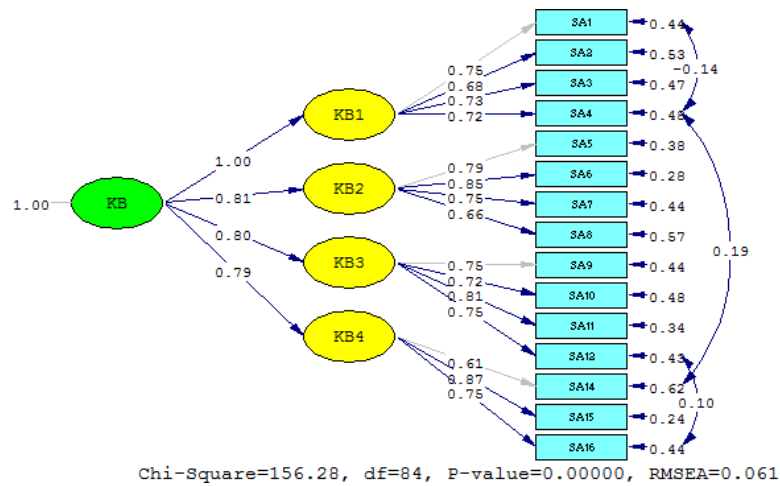 SA1 0.44
0.75
SA2 0.53
0.68
-0.14
SA3 0.47
0.73
KB1
SA4 0.48
0.72
SA5 0.38
1.00
0.79
SA6 0.28
0.85
KB2
0.81
SA7 0.44
0.75
1.00 KB
0.66
SA8 0.57
0.80
0.19
0.75
SA9 0.44
KB3
0.72
0.79
SA10 0.48
0.81
SA11 0.34
0.75
SA12 0.43
KB4
0.61
SA14 0.62
0.87
0.10
SA15 0.24
0.75
SA16 0.44
Chi-Square=156.28, df=84, P-value=0.00000, RMSEA=0.061